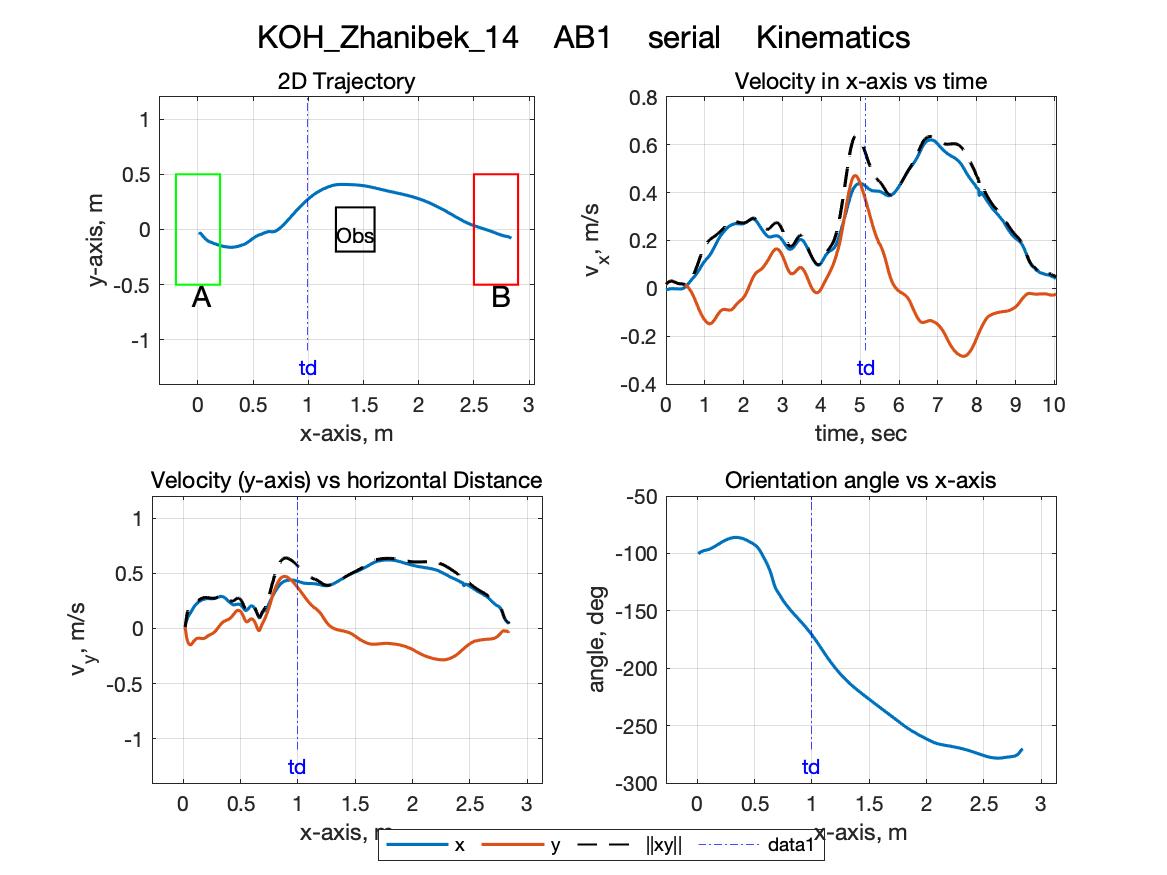 KOH_Zhanibek_14 AB1 serial Kinematics
2D Trajectory
1
0.5
0
-0.5
-1
y-axis, m
Obs
A
B
td
0 0.5 1 1.5 2 2.5 3
x-axis, m
Velocity in x-axis vs time
0.8
0.6
0.4
0.2
0
-0.2
-0.4
vx, m/s
td
0 1 2 3 4 5 6 7 8 9 10
time, sec
Velocity (y-axis) vs horizontal Distance
1
0.5
0
-0.5
-1
vy, m/s
td
0 0.5 1 1.5 2 2.5 3
x-axis, m
Orientation angle vs x-axis
-50
-100
-150
-200
-250
-300
angle, deg
td
0 0.5 1 1.5 2 2.5 3
x-axis, m
x y ||xy|| data1